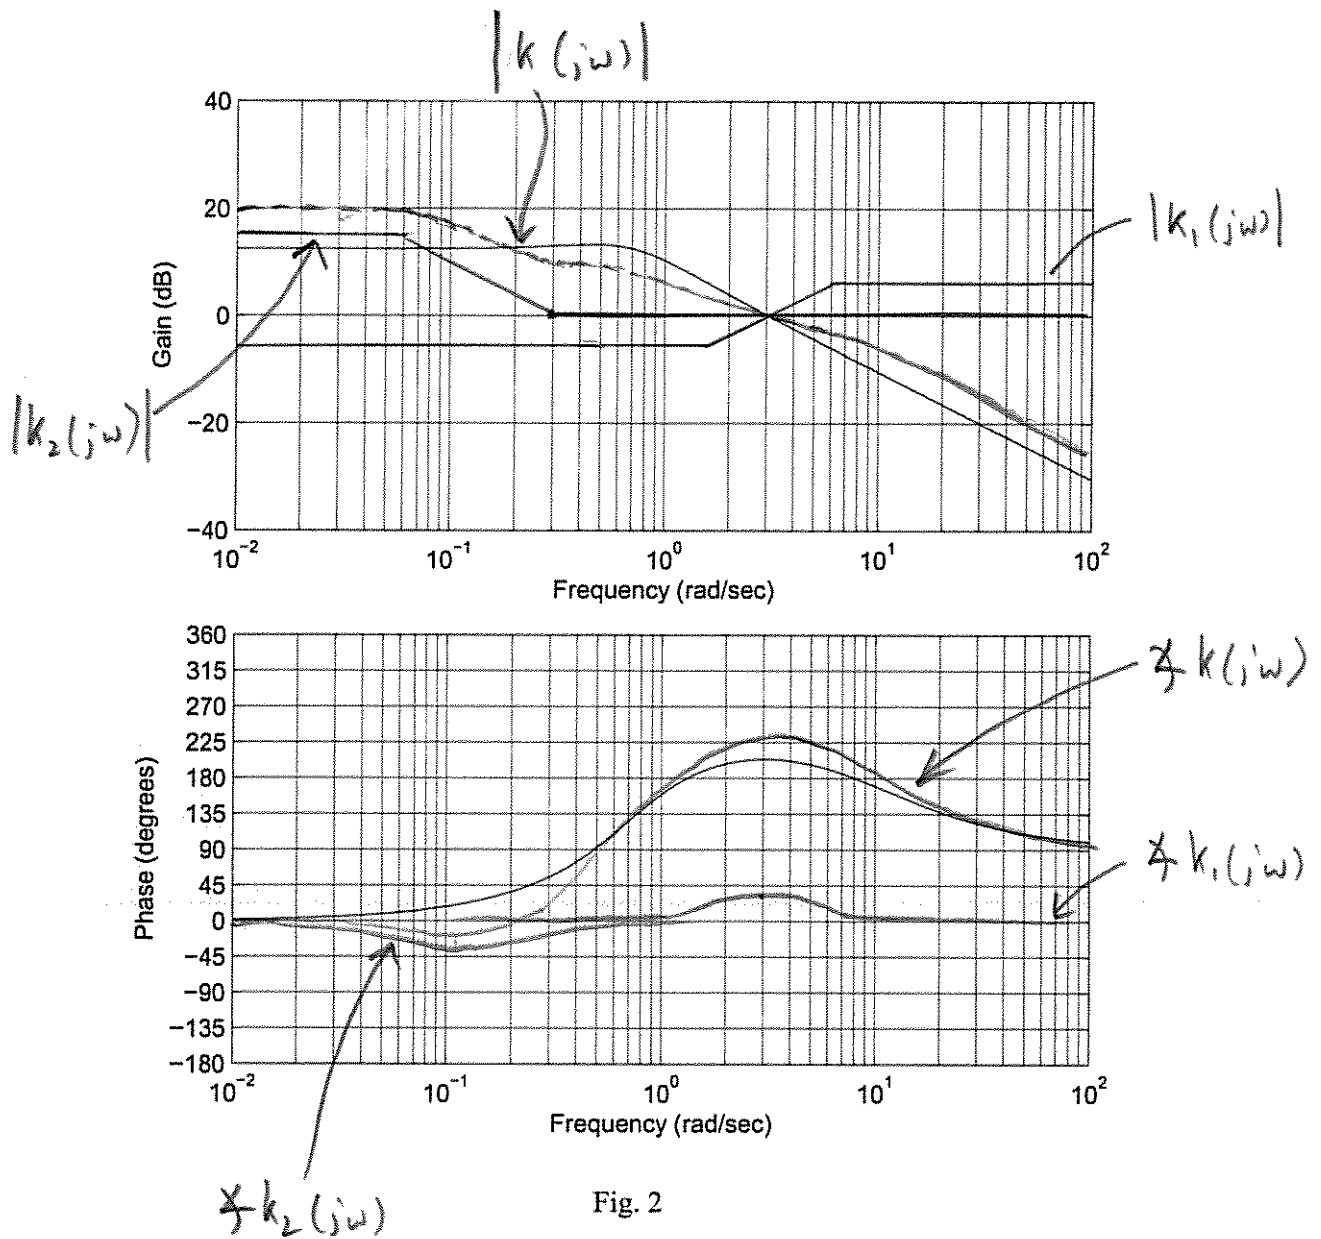 |k(jω)|
40
20
0
−20
−40
Gain (dB)
|k₁(jω)|
|k₂(jω)|
10⁻² 10⁻¹ 10⁰ 10¹ 10²
Frequency (rad/sec)
360
315
270
225
180
135
90
45
0
−45
−90
−135
−180
Phase (degrees)
∡k(jω)
∡k₁(jω)
10⁻² 10⁻¹ 10⁰ 10¹ 10²
Frequency (rad/sec)
∡k₂(jω)
Fig. 2